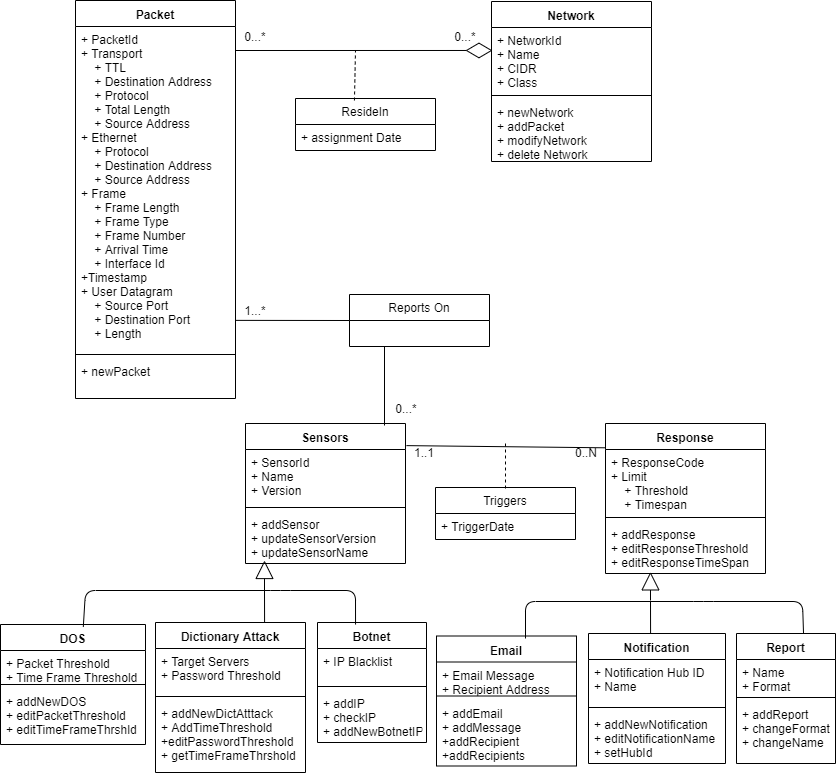 Packet
+ PacketId
+ Transport
+ TTL
+ Destination Address
+ Protocol
+ Total Length
+ Source Address
+ Ethernet
+ Protocol
+ Destination Address
+ Source Address
+ Frame
+ Frame Length
+ Frame Type
+ Frame Number
+ Arrival Time
+ Interface Id
+Timestamp
+ User Datagram
+ Source Port
+ Destination Port
+ Length
+ newPacket
0...*
0...*
Network
+ NetworkId
+ Name
+ CIDR
+ Class
+ newNetwork
+ addPacket
+ modifyNetwork
+ delete Network
ResideIn
+ assignment Date
1...*
Reports On
0...*
Sensors
+ SensorId
+ Name
+ Version
+ addSensor
+ updateSensorVersion
+ updateSensorName
1..1
0..N
Triggers
+ TriggerDate
Response
+ ResponseCode
+ Limit
+ Threshold
+ Timespan
+ addResponse
+ editResponseThreshold
+ editResponseTimeSpan
DOS
+ Packet Threshold
+ Time Frame Threshold
+ addNewDOS
+ editPacketThreshold
+ editTimeFrameThrshld
Dictionary Attack
+ Target Servers
+ Password Threshold
+ addNewDictAtttack
+ AddTimeThreshold
+editPasswordThreshold
+ getTimeFrameThrshold
Botnet
+ IP Blacklist
+ addIP
+ checkIP
+ addNewBotnetIP
Email
+ Email Message
+ Recipient Address
+ addEmail
+ addMessage
+addRecipient
+addRecipients
Notification
+ Notification Hub ID
+ Name
+ addNewNotification
+ editNotificationName
+ setHubId
Report
+ Name
+ Format
+ addReport
+ changeFormat
+ changeName